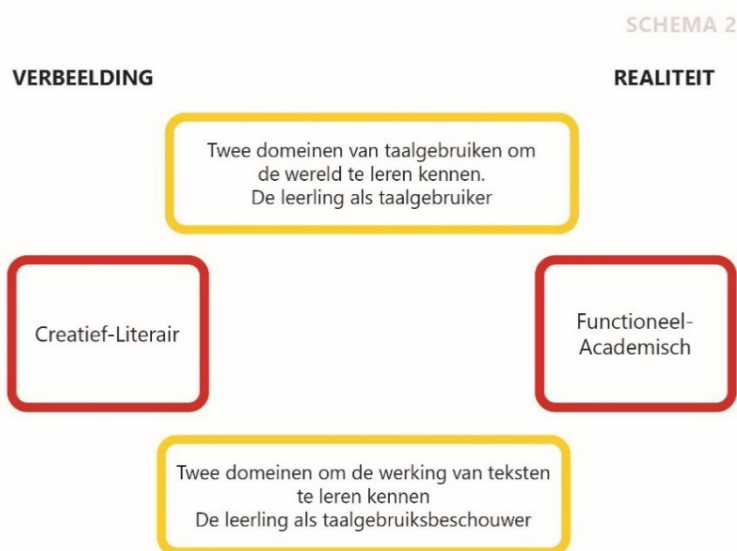 SCHEMA 2
VERBEELDING
REALITEIT
Twee domeinen van taalgebruiken om
de wereld te leren kennen.
De leerling als taalgebruiker
Creatief-Literair
Functioneel-
Academisch
Twee domeinen om de werking van teksten
te leren kennen
De leerling als taalgebruiksbeschouwer